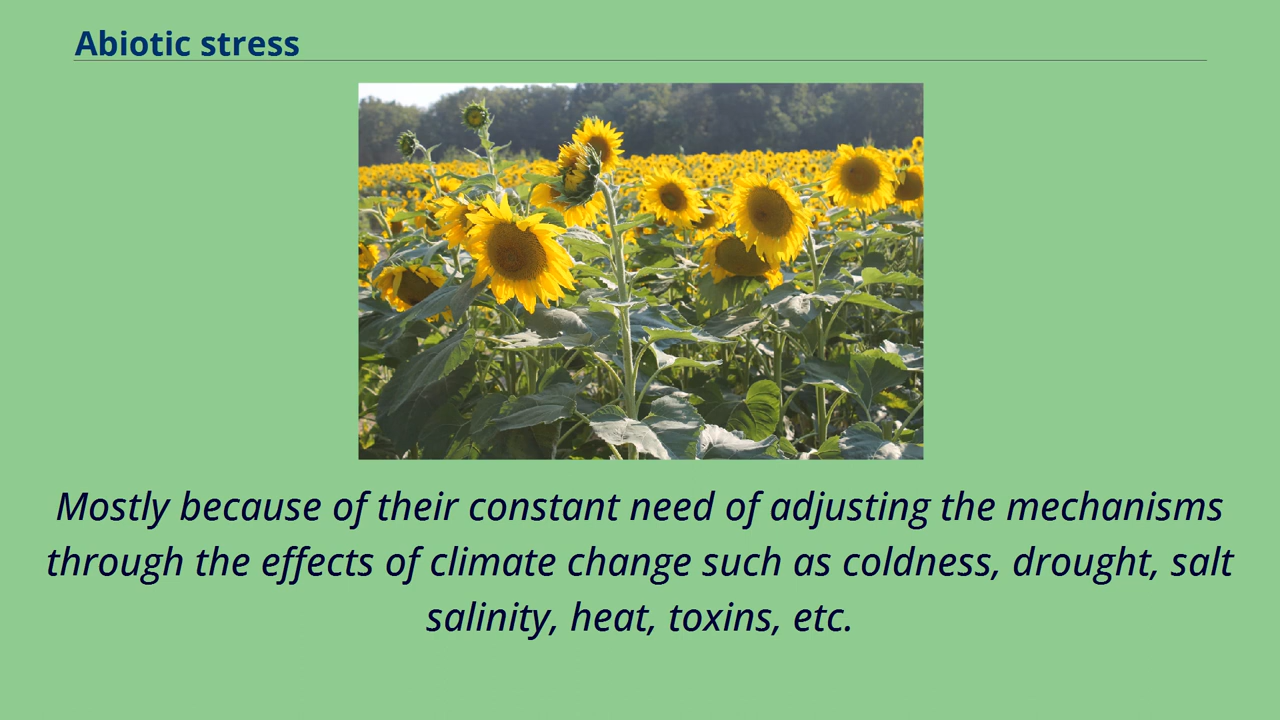 Abiotic stress
Mostly because of their constant need of adjusting the mechanisms
through the effects of climate change such as coldness, drought, salt
salinity, heat, toxins, etc.